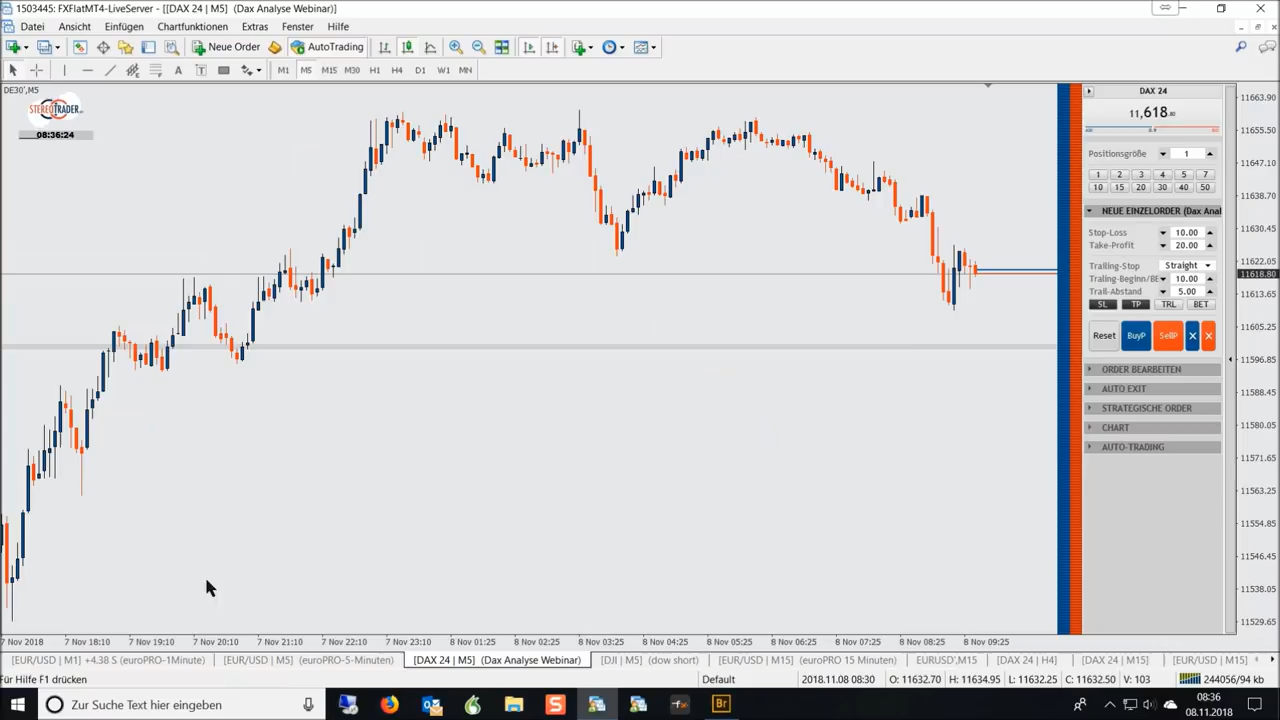 1503445: FXFlatMT4-LiveServer - [[DAX 24 | M5] (Dax Analyse Webinar)]
Datei Ansicht Einfügen Chartfunktionen Extras Fenster Hilfe
New Order AutoTrading
A T M1 M5 M15 M30 H1 H4 D1 W1 MN
DE30',M5
STEREOTRADER
08:36:24
DAX 24
11,618.80
Positionsgröße 1
1 2 3 4 5 7
10 15 20 30 40 50
NEUE EINZELORDER (Dax Anal
Stop-Loss 10.00
Take-Profit 20.00
Trailing-Stop Straight
Traling-Beginn/BE 10.00
Trail-Abstand 5.00
SL TP TRL BET
Reset BuyP SellP X X
ORDER BEARBEITEN
AUTO EXIT
STRATEGISCHE ORDER
CHART
AUTO-TRADING
11663.90
11655.50
11647.10
11638.70
11630.45
11622.05
11618.80
11613.65
11605.25
11596.85
11588.45
11580.05
11571.65
11563.25
11554.85
11546.45
11538.05
11529.65
7 Nov 2018 7 Nov 18:10 7 Nov 19:10 7 Nov 20:10 7 Nov 21:10 7 Nov 22:10 7 Nov 23:10 8 Nov 01:25 8 Nov 02:25 8 Nov 03:25 8 Nov 04:25 8 Nov 05:25 8 Nov 06:25 8 Nov 07:25 8 Nov 08:25 8 Nov 09:25
[EUR/USD | M1] +4.38 S (euroPRO-1Minute) [EUR/USD | M5] (euroPRO-5-Minuten) [DAX 24 | M5] (Dax Analyse Webinar) [DJI | M5] (dow short) [EUR/USD | M15] (euroPRO 15 Minuten) EURUSD',M15 [DAX 24 | H4] [DAX 24 | M15] [EUR/USD | M15]
Für Hilfe F1 drücken Default 2018.11.08 08:30 O: 11632.70 H: 11634.95 L: 11632.25 C: 11632.50 V: 103 244056/94 kb
Zur Suche Text hier eingeben S fx Br 08:36
08.11.2018